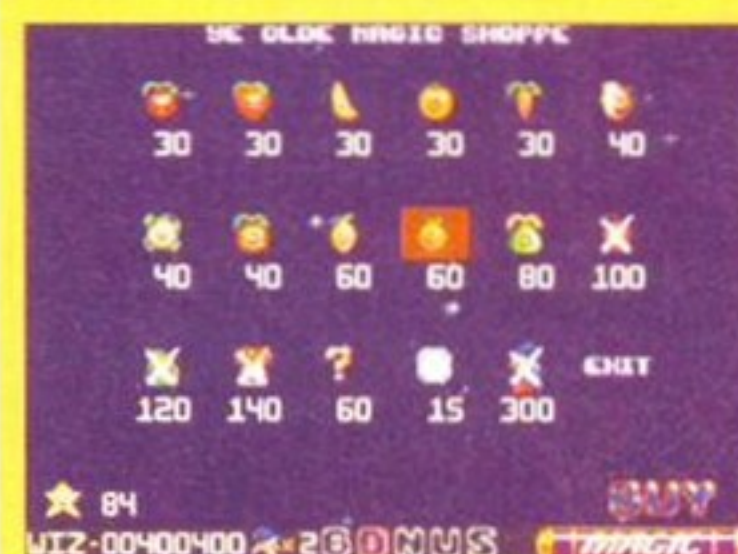 YE OLDE MAGIC SHOPPE
30 30 30 30 30 40
40 40 60 60 80 100
?
EXIT
120 140 60 15 300
84
BUY
WIZ-00400400 ×2 BONUS MAGIC